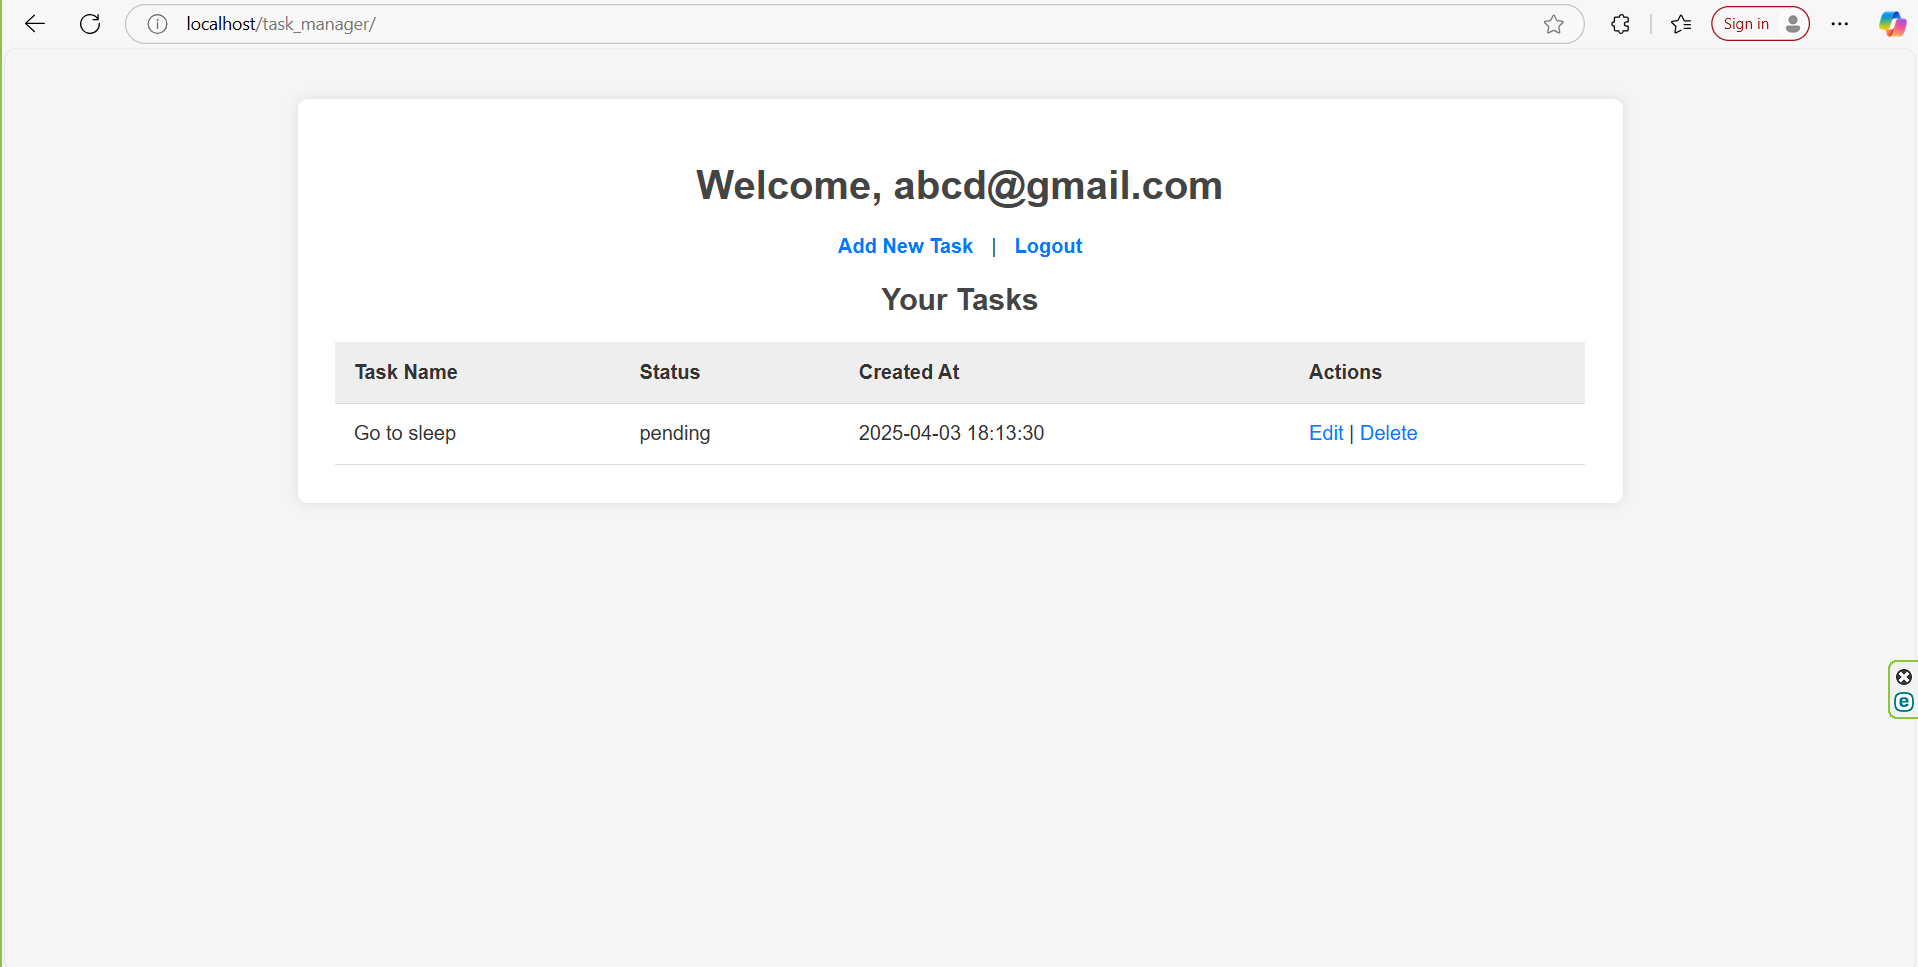 localhost/task_manager/
Sign in
Welcome, abcd@gmail.com
Add New Task | Logout
Your Tasks
Task Name Status Created At Actions
Go to sleep pending 2025-04-03 18:13:30 Edit | Delete
e